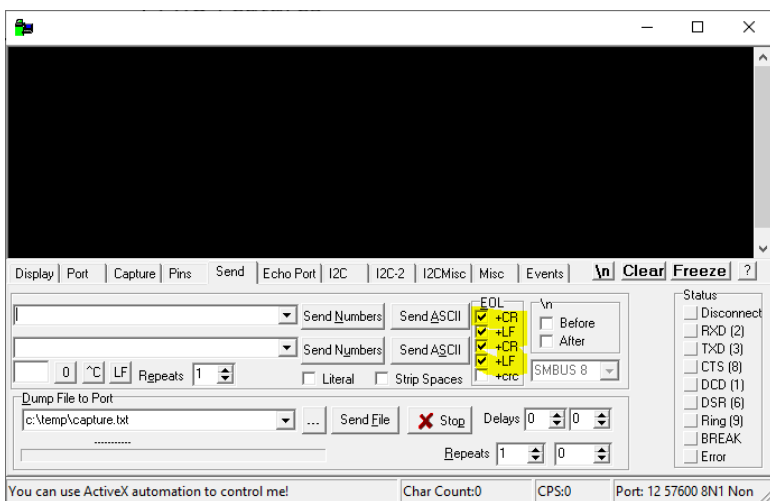 Display Port Capture Pins Send Echo Port I2C I2C-2 I2CMisc Misc Events \n Clear Freeze ?
Send Numbers Send ASCII
EOL
+CR
+LF
Send Numbers Send ASCII
+CR
+LF
+crc
\n
Before
After
SMBUS 8
0 ^C LF Repeats 1
Literal Strip Spaces
Dump File to Port
c:\temp\capture.txt ... Send File Stop Delays 0 0
-----------
Repeats 1 0
Status
Disconnect
RXD (2)
TXD (3)
CTS (8)
DCD (1)
DSR (6)
Ring (9)
BREAK
Error
You can use ActiveX automation to control me! Char Count:0 CPS:0 Port: 12 57600 8N1 Non